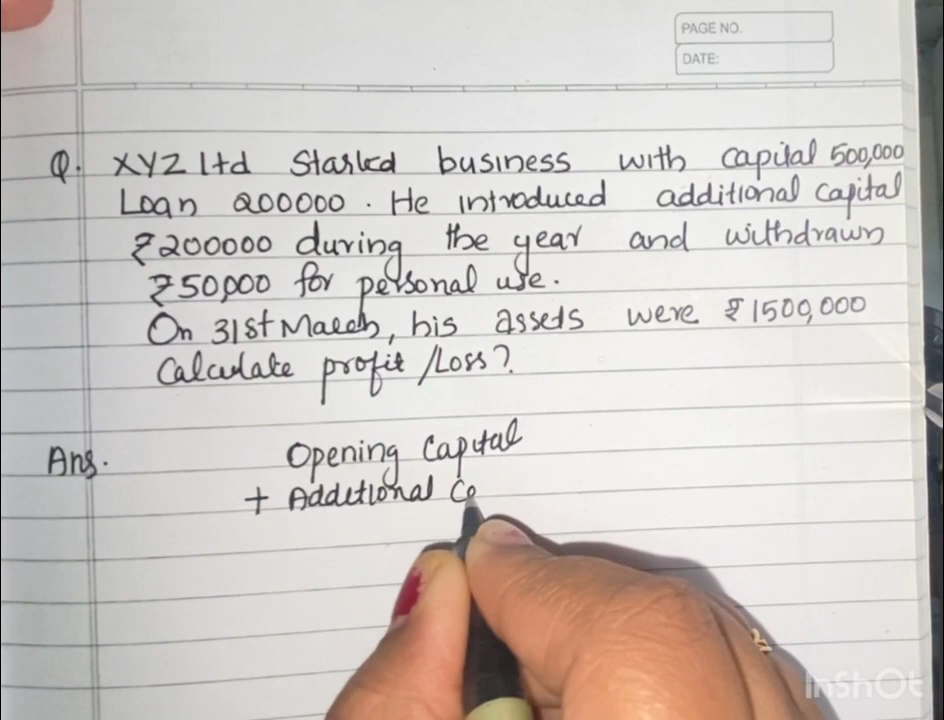 PAGE NO.
DATE:
Q. XYZ ltd Started business with capital 500,000
Loan 200000. He introduced additional capital
₹200000 during the year and withdrawn
₹50,000 for personal use.
On 31st March, his assets were ₹1500,000
Calculate profit /Loss?
Ans. Opening Capital
+ Additional Ca
InShOt